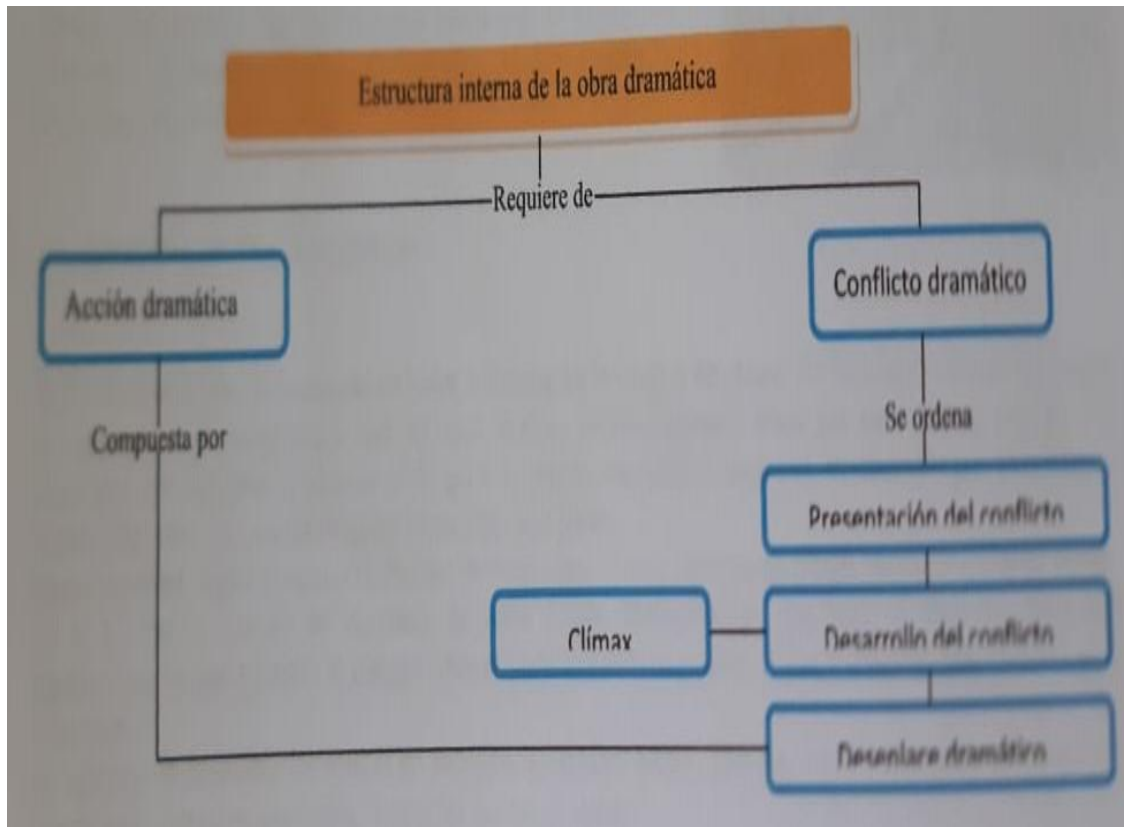 Estructura interna de la obra dramática
Requiere de
Acción dramática
Conflicto dramático
Compuesta por
Se ordena
Presentación del conflicto
Clímax
Desarrollo del conflicto
Desenlace dramático